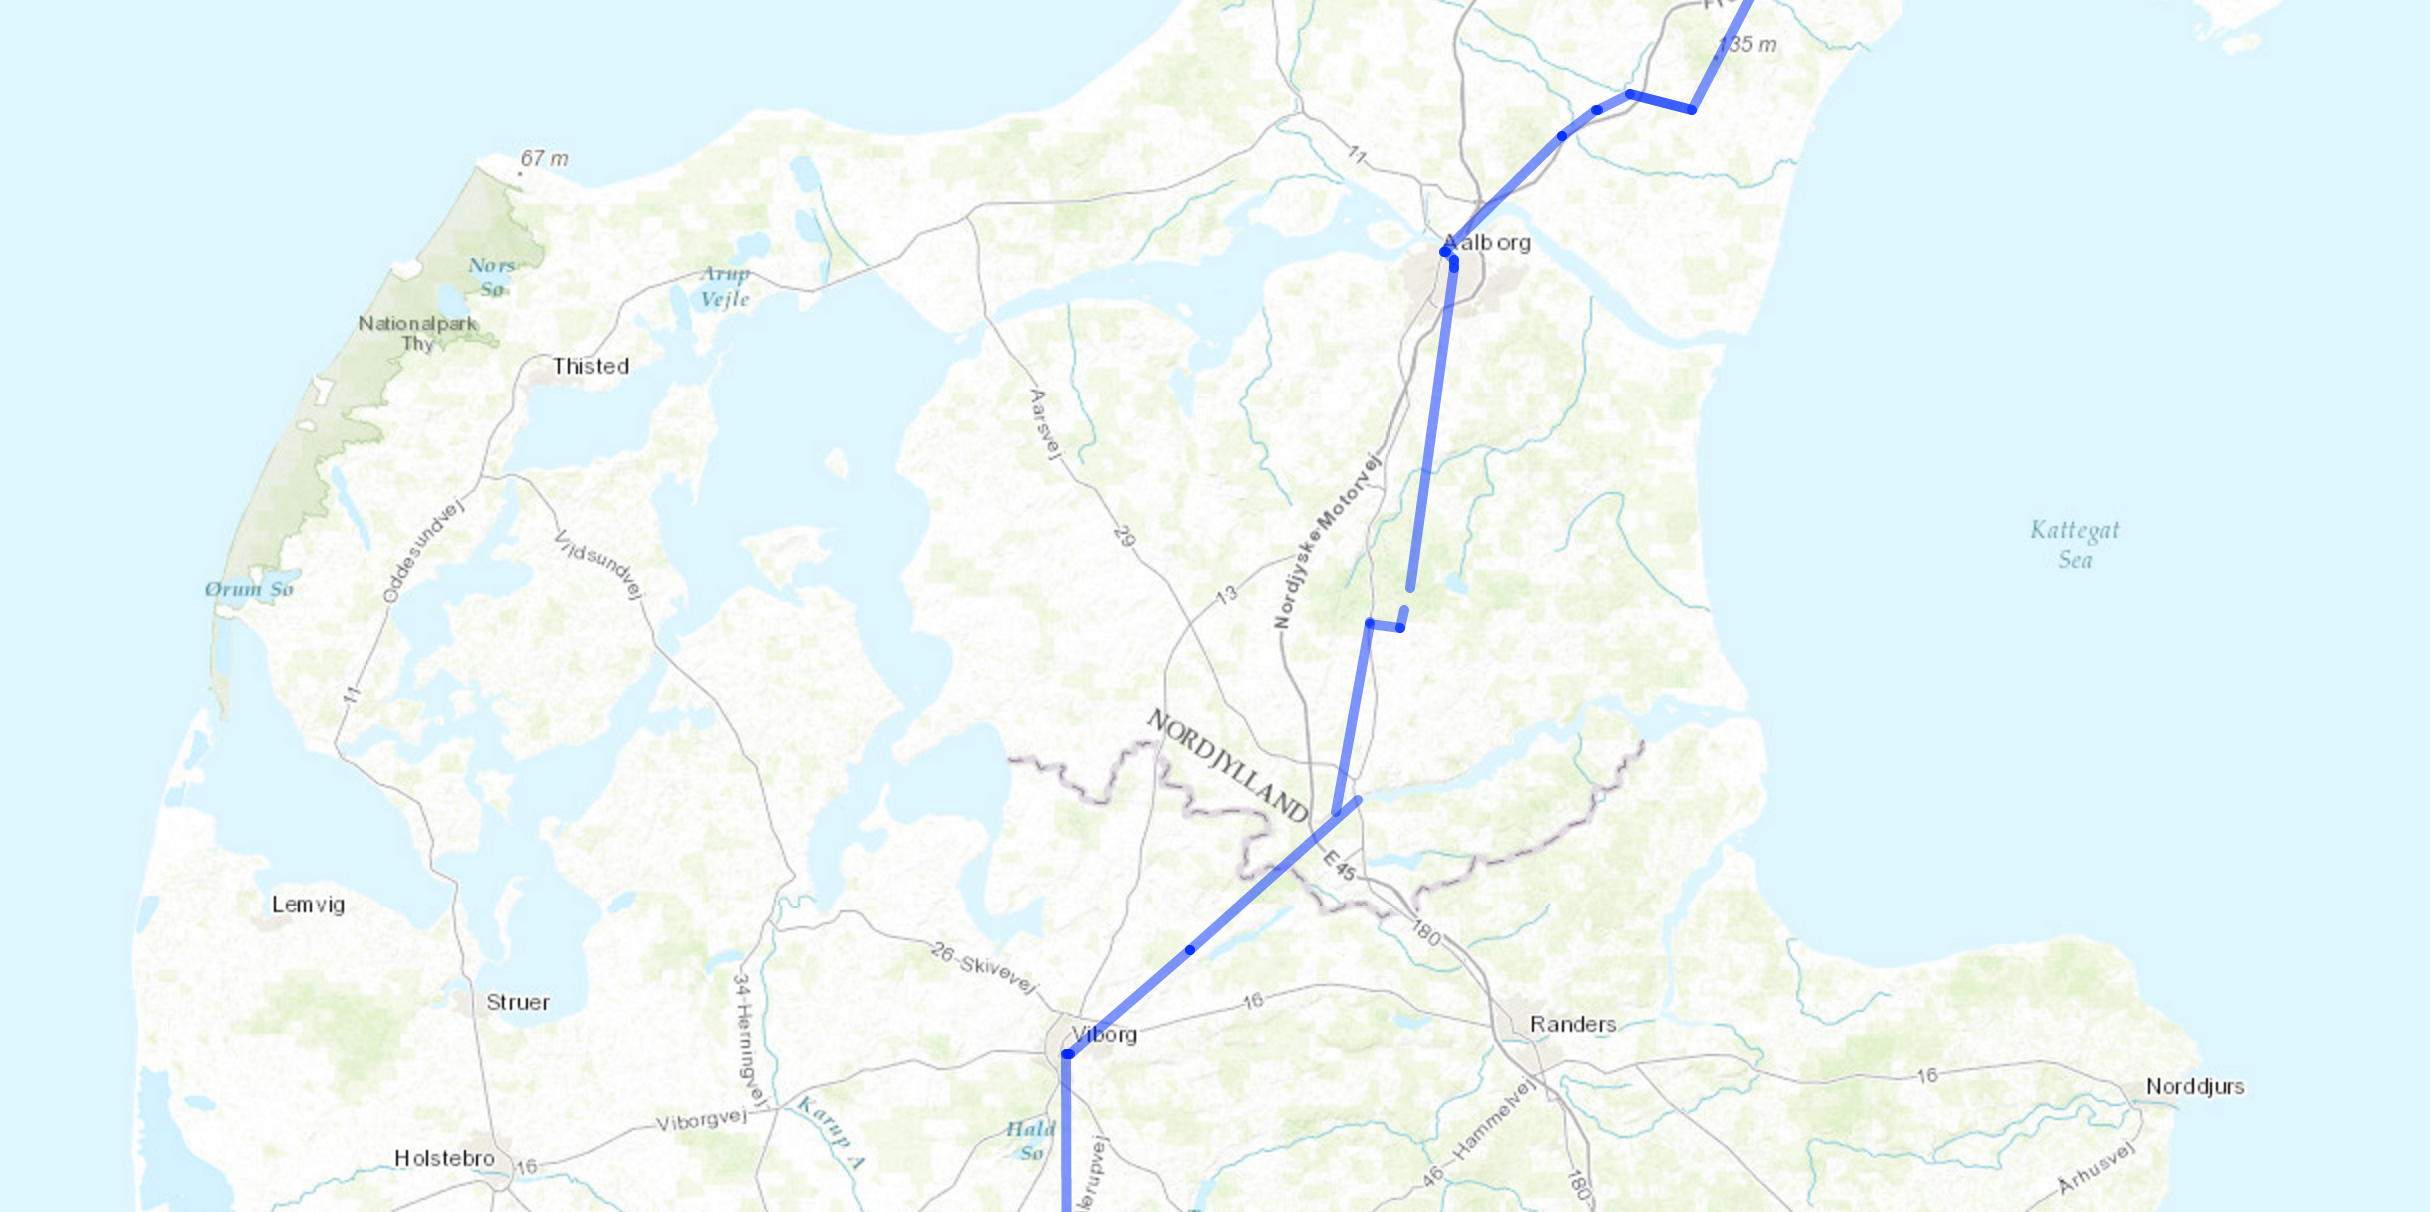 135 m
67 m
11
Aalborg
Nors
Sø
Arup
Vejle
Nationalpark
Thy
Thisted
Aarsvej
Nordjyske Motorvej
Oddesundvej
Vildsundvej
29
13
Kattegat
Sea
Ørum Sø
11
NORDJYLLAND
E45
Lemvig
180
26-Skivevej
34-Herningvej
Struer
16
Randers
Viborg
16
Norddjurs
Viborgvej
Karup A
Hald
Sø
46
Hammelvej
Holstebro
16
180
Århusvej